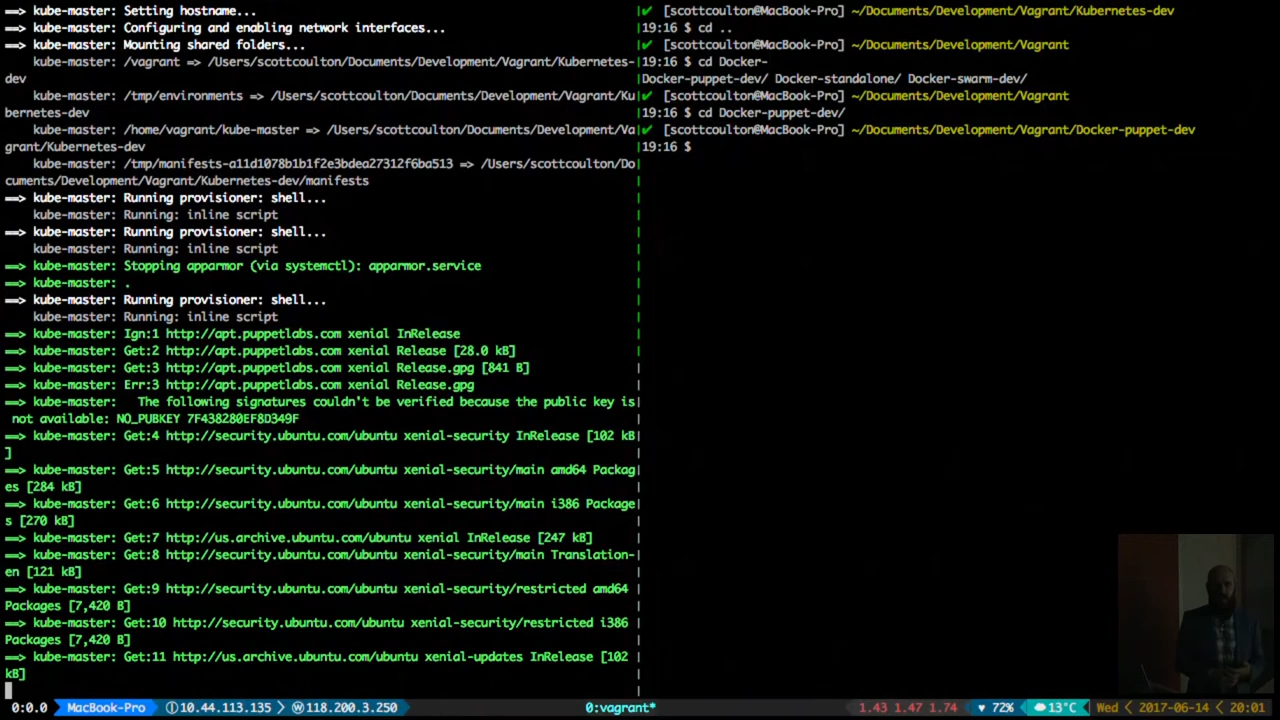 ==> kube-master: Setting hostname...
==> kube-master: Configuring and enabling network interfaces...
==> kube-master: Mounting shared folders...
kube-master: /vagrant => /Users/scottcoulton/Documents/Development/Vagrant/Kubernetes-
dev
kube-master: /tmp/environments => /Users/scottcoulton/Documents/Development/Vagrant/Ku
bernetes-dev
kube-master: /home/vagrant/kube-master => /Users/scottcoulton/Documents/Development/Va
grant/Kubernetes-dev
kube-master: /tmp/manifests-a11d1078b1b1f2e3bdea27312f6ba513 => /Users/scottcoulton/Do
cuments/Development/Vagrant/Kubernetes-dev/manifests
==> kube-master: Running provisioner: shell...
kube-master: Running: inline script
==> kube-master: Running provisioner: shell...
kube-master: Running: inline script
==> kube-master: Stopping apparmor (via systemctl): apparmor.service
==> kube-master: .
==> kube-master: Running provisioner: shell...
kube-master: Running: inline script
==> kube-master: Ign:1 http://apt.puppetlabs.com xenial InRelease
==> kube-master: Get:2 http://apt.puppetlabs.com xenial Release [28.0 kB]
==> kube-master: Get:3 http://apt.puppetlabs.com xenial Release.gpg [841 B]
==> kube-master: Err:3 http://apt.puppetlabs.com xenial Release.gpg
==> kube-master:   The following signatures couldn't be verified because the public key is
not available: NO_PUBKEY 7F438280EF8D349F
==> kube-master: Get:4 http://security.ubuntu.com/ubuntu xenial-security InRelease [102 kB
]
==> kube-master: Get:5 http://security.ubuntu.com/ubuntu xenial-security/main amd64 Packag
es [284 kB]
==> kube-master: Get:6 http://security.ubuntu.com/ubuntu xenial-security/main i386 Package
s [270 kB]
==> kube-master: Get:7 http://us.archive.ubuntu.com/ubuntu xenial InRelease [247 kB]
==> kube-master: Get:8 http://security.ubuntu.com/ubuntu xenial-security/main Translation-
en [121 kB]
==> kube-master: Get:9 http://security.ubuntu.com/ubuntu xenial-security/restricted amd64
Packages [7,420 B]
==> kube-master: Get:10 http://security.ubuntu.com/ubuntu xenial-security/restricted i386
Packages [7,420 B]
==> kube-master: Get:11 http://us.archive.ubuntu.com/ubuntu xenial-updates InRelease [102
kB]
✔ [scottcoulton@MacBook-Pro] ~/Documents/Development/Vagrant/Kubernetes-dev
19:16 $ cd ..
✔ [scottcoulton@MacBook-Pro] ~/Documents/Development/Vagrant
19:16 $ cd Docker-
Docker-puppet-dev/ Docker-standalone/ Docker-swarm-dev/
✔ [scottcoulton@MacBook-Pro] ~/Documents/Development/Vagrant
19:16 $ cd Docker-puppet-dev/
✔ [scottcoulton@MacBook-Pro] ~/Documents/Development/Vagrant/Docker-puppet-dev
19:16 $
0:0.0 MacBook-Pro Ⓘ10.44.113.135 ⓦ118.200.3.250 0:vagrant* 1.43 1.47 1.74 ♥ 72% ☁13°C Wed < 2017-06-14 < 20:01